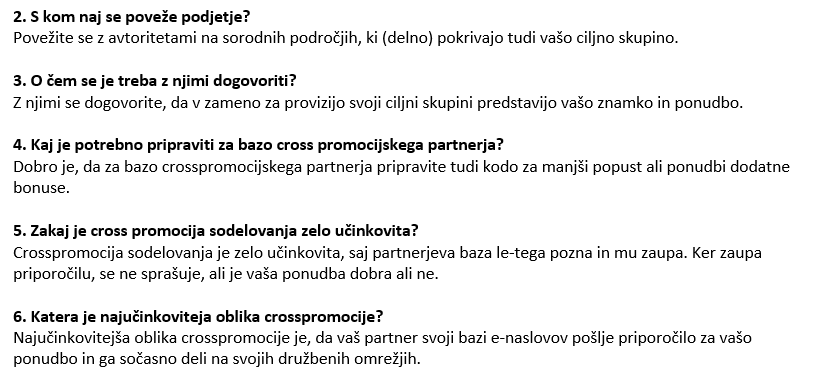 2. S kom naj se poveže podjetje?
Povežite se z avtoritetami na sorodnih področjih, ki (delno) pokrivajo tudi vašo ciljno skupino.
3. O čem se je treba z njimi dogovoriti?
Z njimi se dogovorite, da v zameno za provizijo svoji ciljni skupini predstavijo vašo znamko in ponudbo.
4. Kaj je potrebno pripraviti za bazo cross promocijskega partnerja?
Dobro je, da za bazo crosspromocijskega partnerja pripravite tudi kodo za manjši popust ali ponudbi dodatne
bonuse.
5. Zakaj je cross promocija sodelovanja zelo učinkovita?
Crosspromocija sodelovanja je zelo učinkovita, saj partnerjeva baza le-tega pozna in mu zaupa. Ker zaupa
priporočilu, se ne sprašuje, ali je vaša ponudba dobra ali ne.
6. Katera je najučinkoviteja oblika crosspromocije?
Najučinkovitejša oblika crosspromocije je, da vaš partner svoji bazi e-naslovov pošlje priporočilo za vašo
ponudbo in ga sočasno deli na svojih družbenih omrežjih.